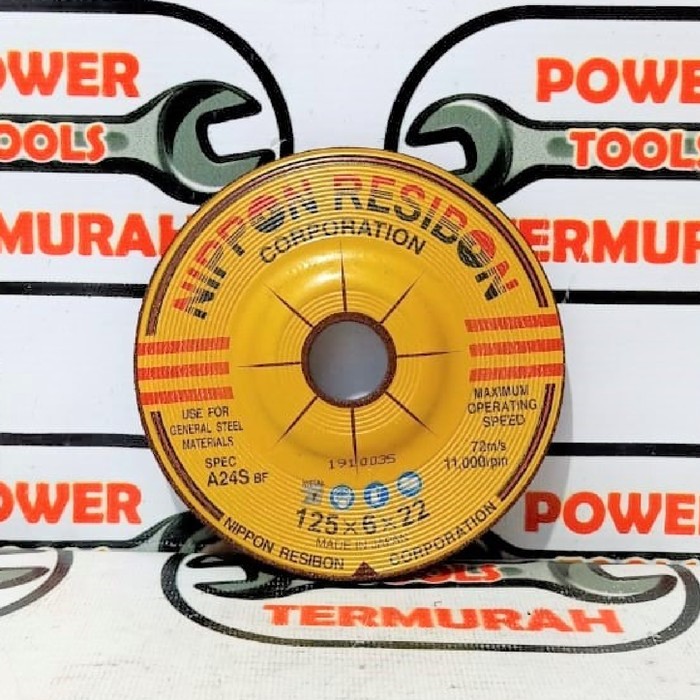 POWER
TOOLS
TERMURAH
POWER
TOOLS
TERMURAH
NIPPON RESIBON
CORPORATION
USE FOR
GENERAL STEEL
MATERIALS
SPEC
A24S BF
MAXIMUM
OPERATING
SPEED
72m/s
11,000rpm
1910035
125×6×22
MADE IN JAPAN
NIPPON RESIBON CORPORATION
POWER
POWER
TOOLS
TERMURAH